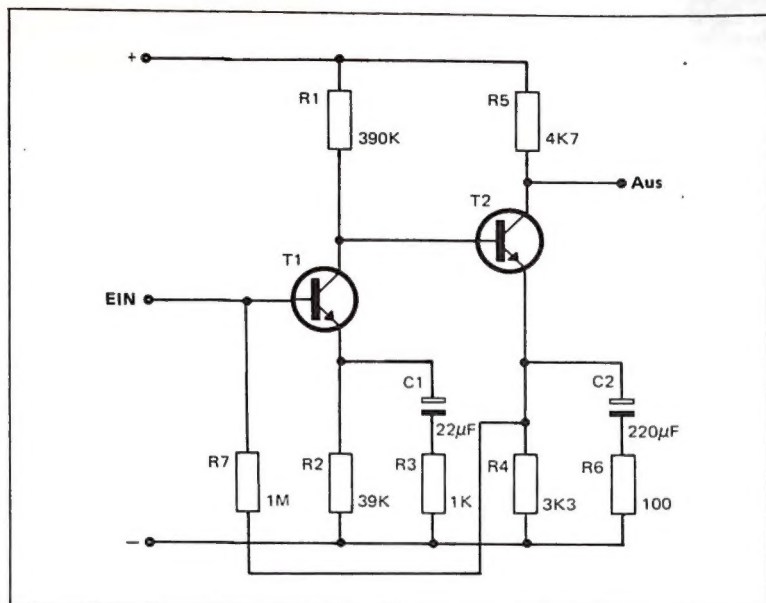 +
R1
390K
R5
4K7
Aus
T2
T1
EIN
C1
22µF
C2
220µF
R7
1M
R2
39K
R3
1K
R4
3K3
R6
100
−